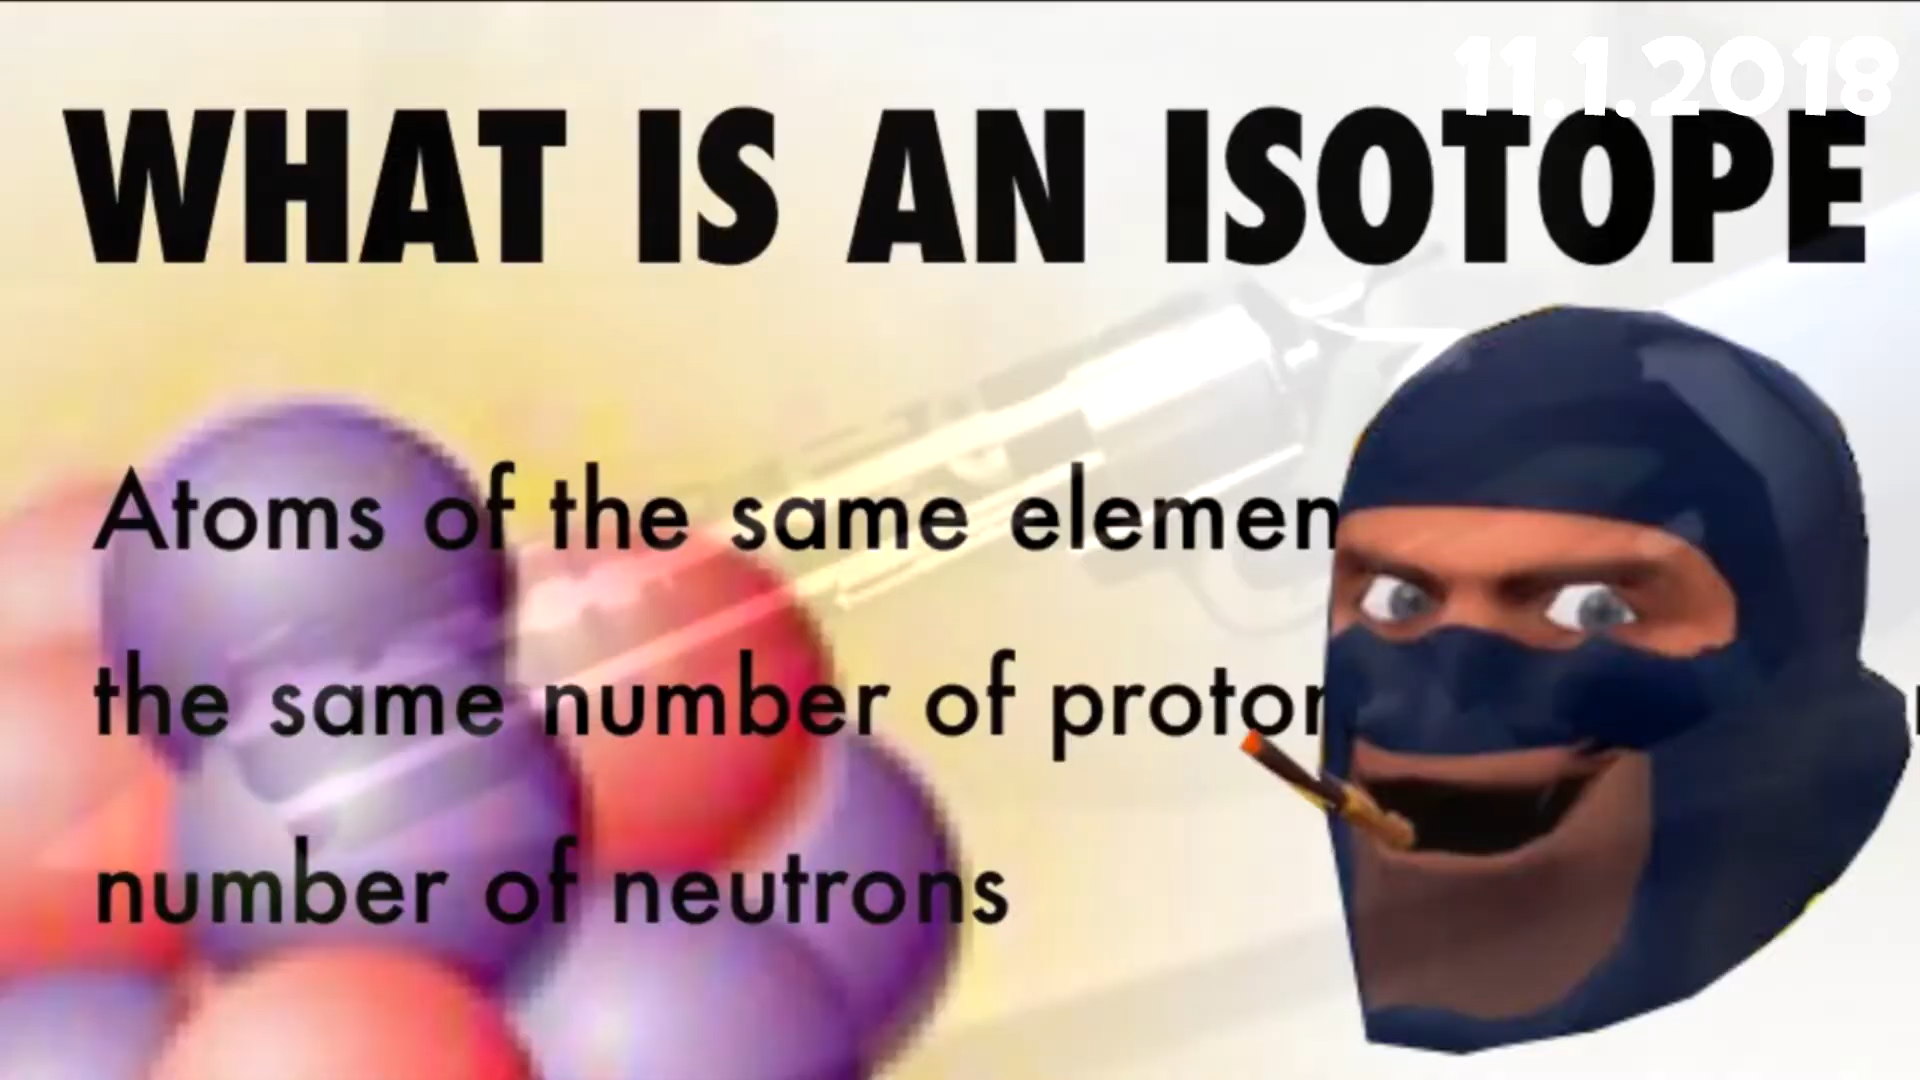 11.1.2018
WHAT IS AN ISOTOPE
Atoms of the same elemen
the same number of proton
number of neutrons